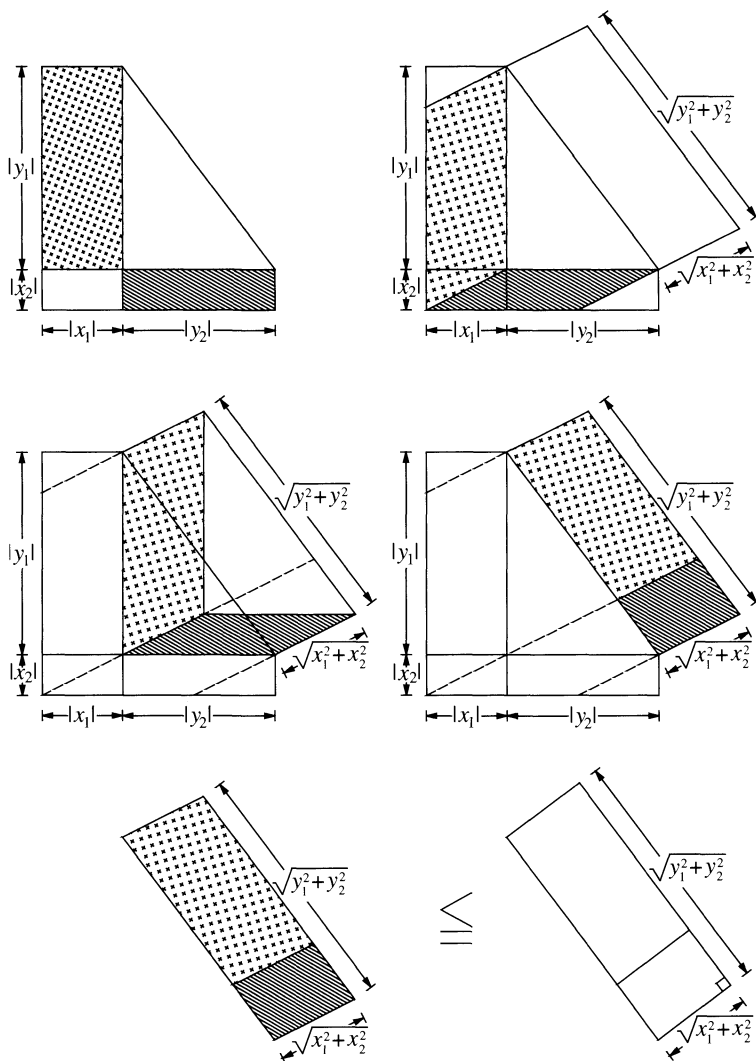 |y₁|
|x₂|
|x₁| |y₂|
|y₁|
|x₂|
|x₁| |y₂|
√y₁²+y₂²
√x₁²+x₂²
|y₁|
|x₂|
|x₁| |y₂|
√y₁²+y₂²
√x₁²+x₂²
|y₁|
|x₂|
|x₁| |y₂|
√y₁²+y₂²
√x₁²+x₂²
√y₁²+y₂²
√x₁²+x₂²
≦
√y₁²+y₂²
√x₁²+x₂²